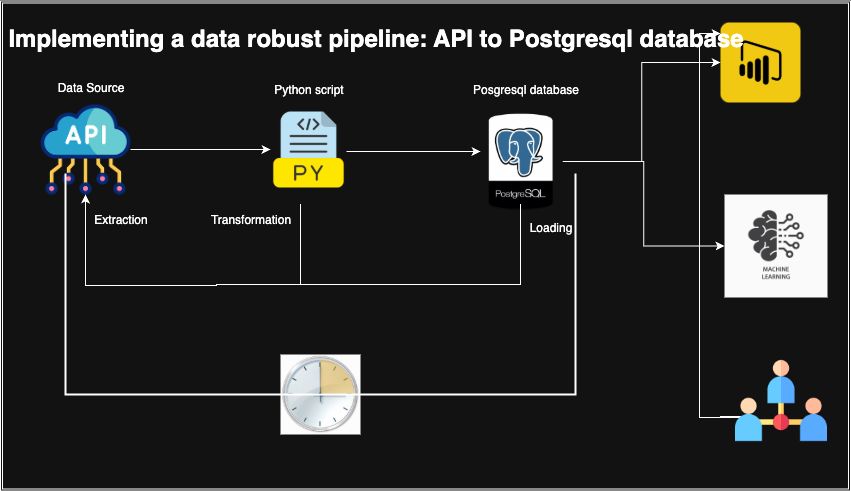 Implementing a data robust pipeline: API to Postgresql database
Data Source
Python script
Posgresql database
API
</>
PY
PostgreSQL
Extraction
Transformation
Loading
MACHINE
LEARNING